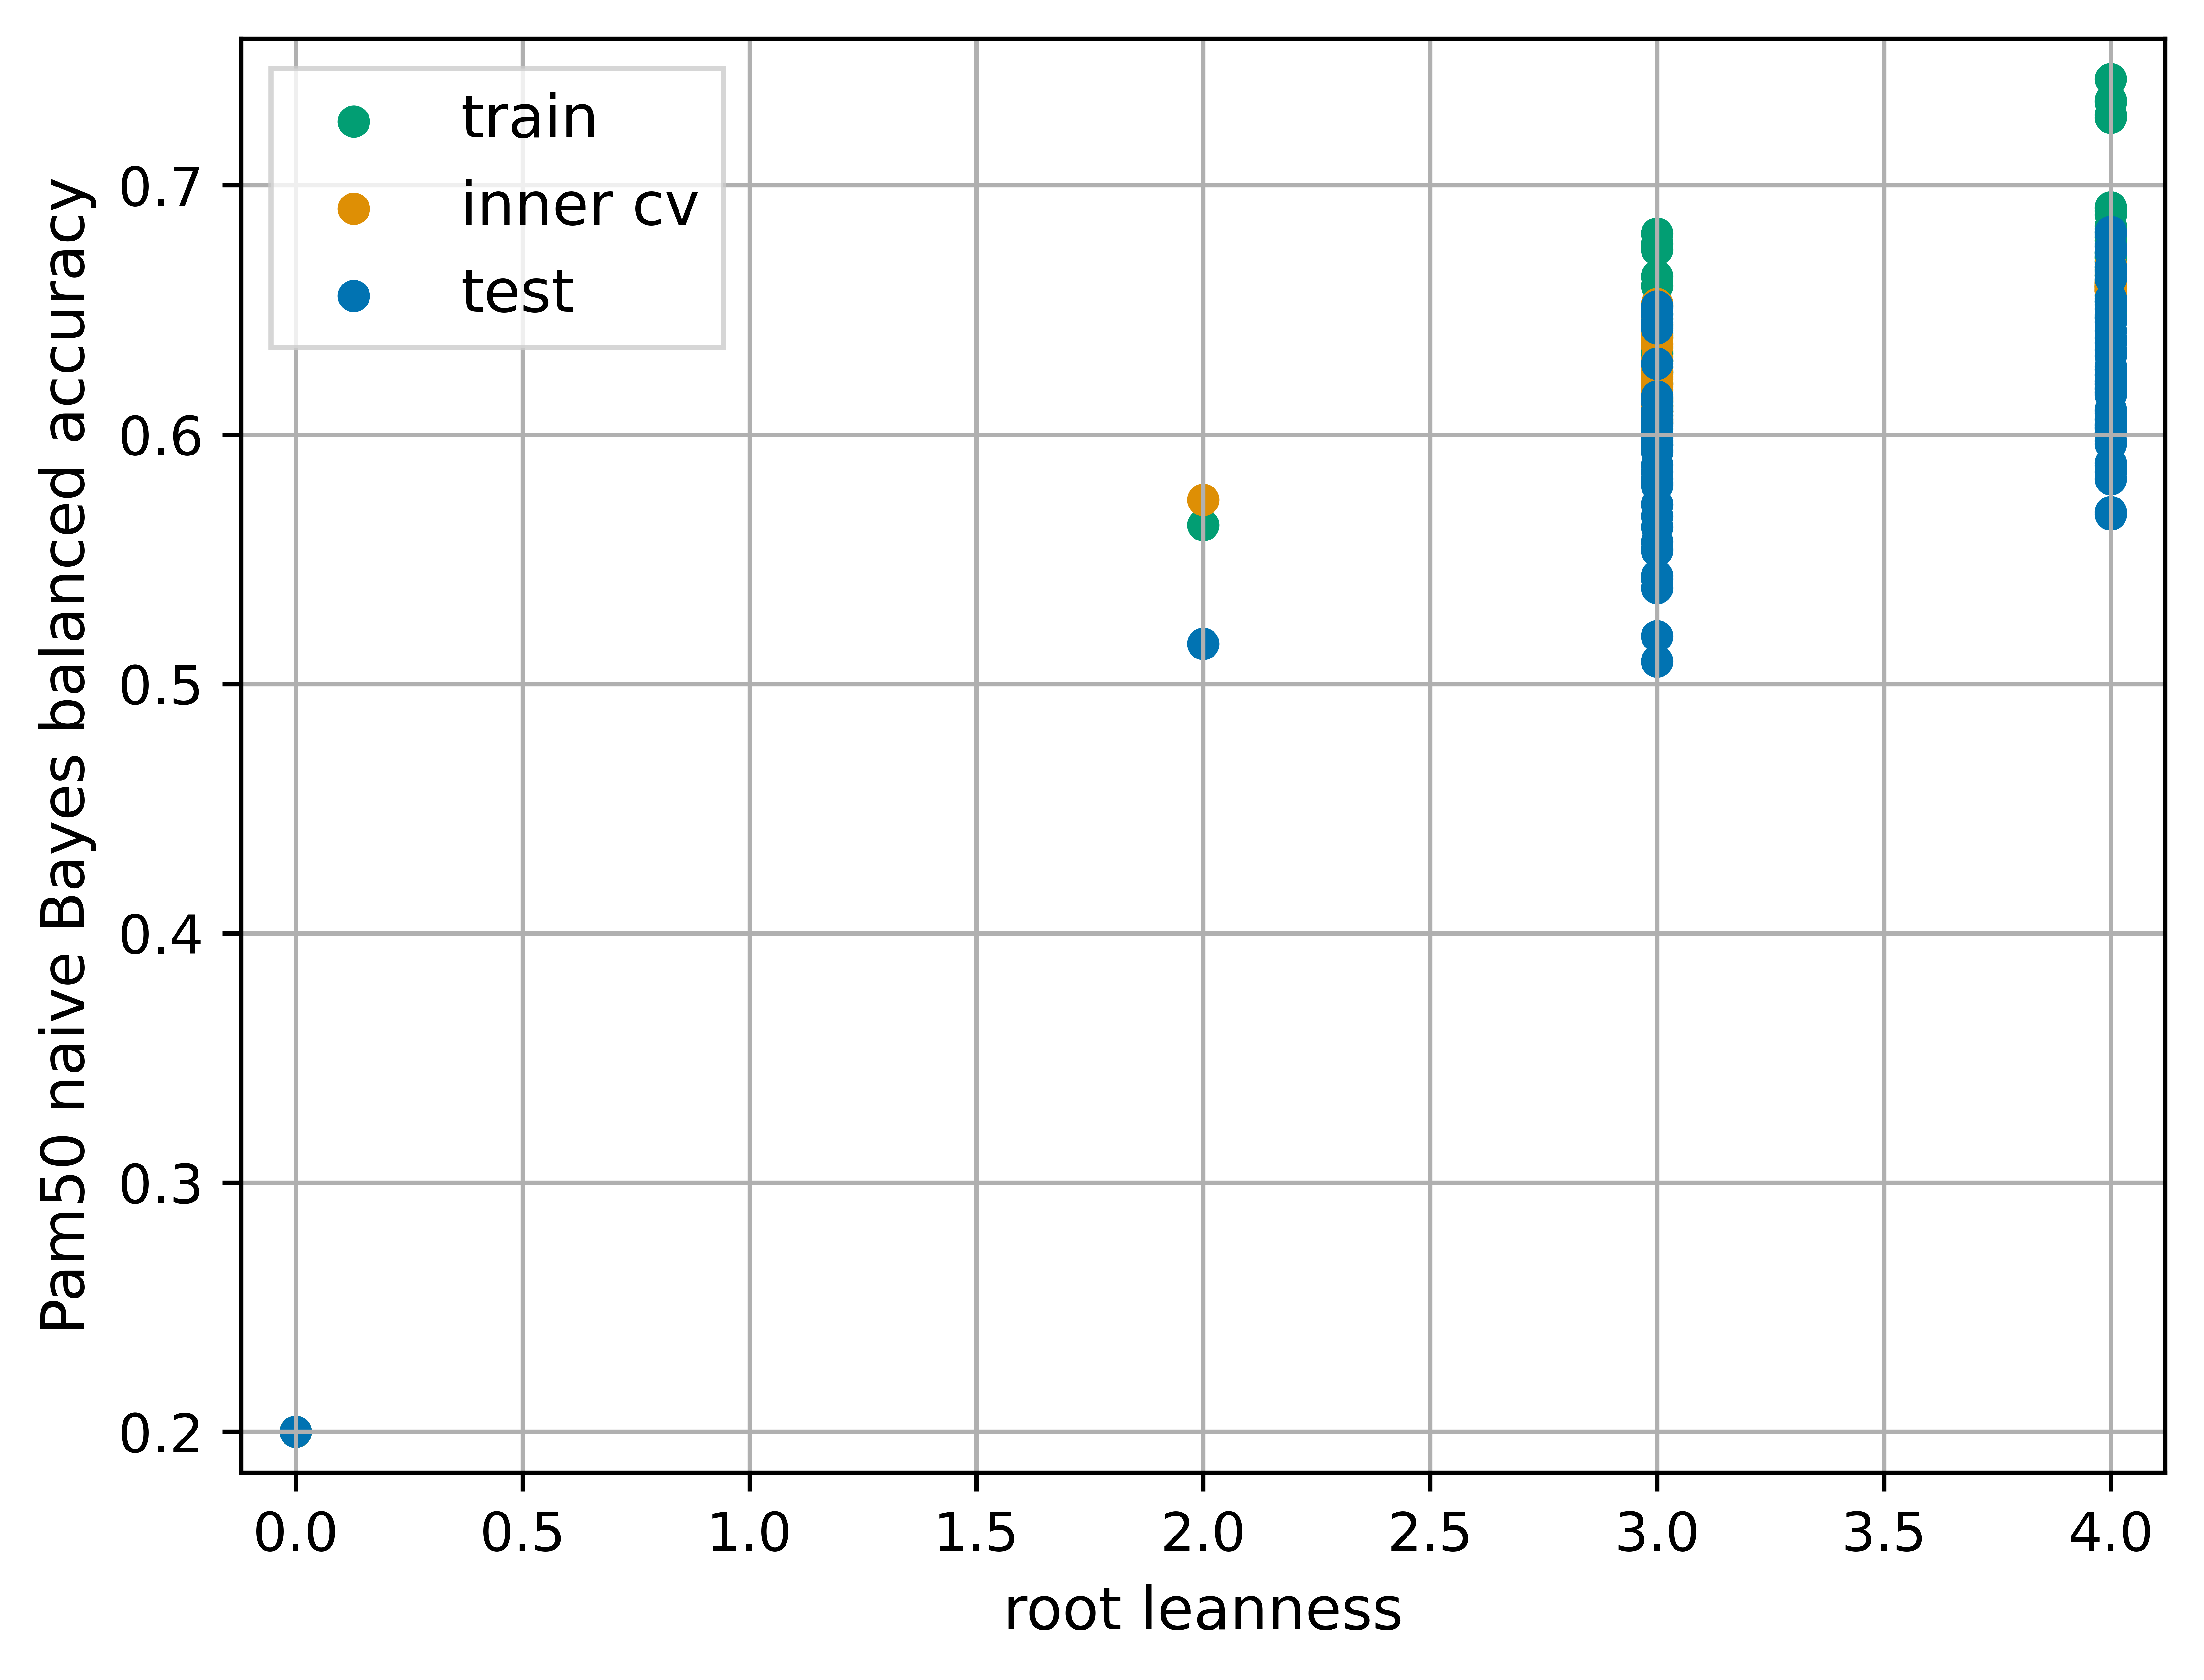 train
inner cv
test
Pam50 naive Bayes balanced accuracy
0.7
0.6
0.5
0.4
0.3
0.2
0.0 0.5 1.0 1.5 2.0 2.5 3.0 3.5 4.0
root leanness